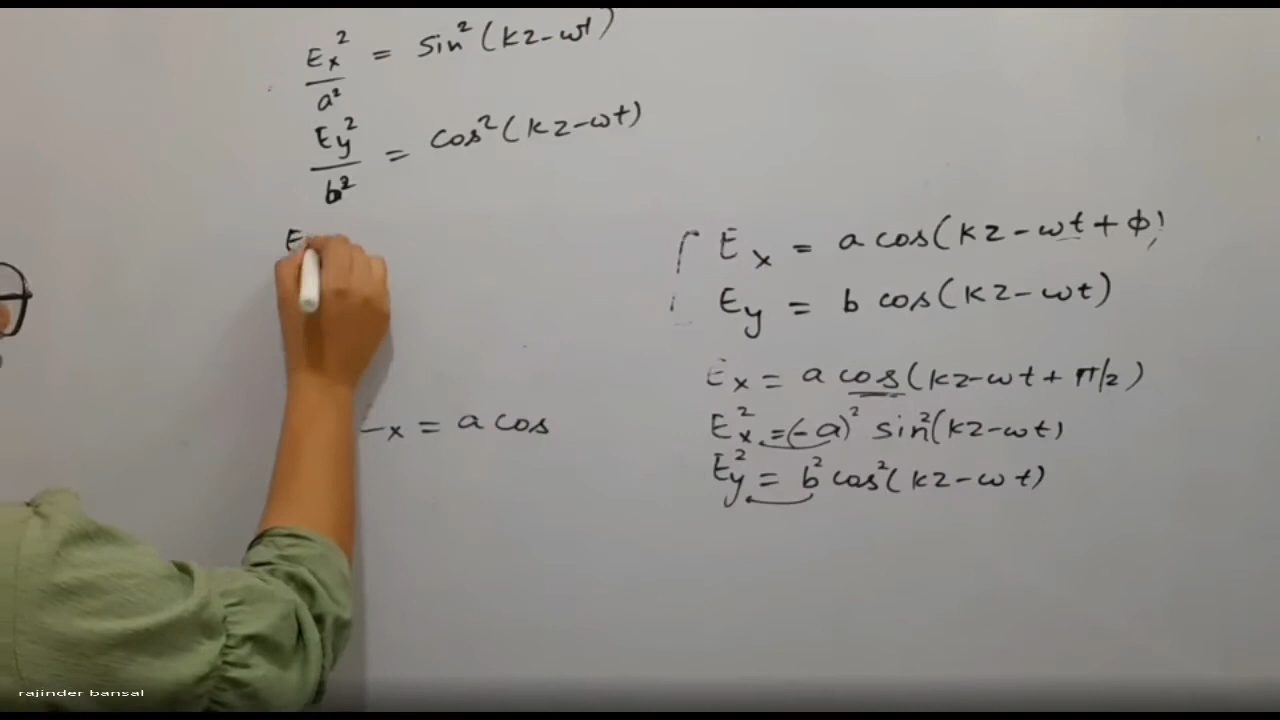 Ex²/a² = sin²(kz-ωt)
Ey²/b² = cos²(kz-ωt)
E
x = a cos
Ex = a cos(kz-ωt+φ)
Ey = b cos(kz-ωt)
Ex = a cos(kz-ωt+π/2)
Ex² = (-a)² sin²(kz-ωt)
Ey² = b² cos²(kz-ωt)
rajinder bansal